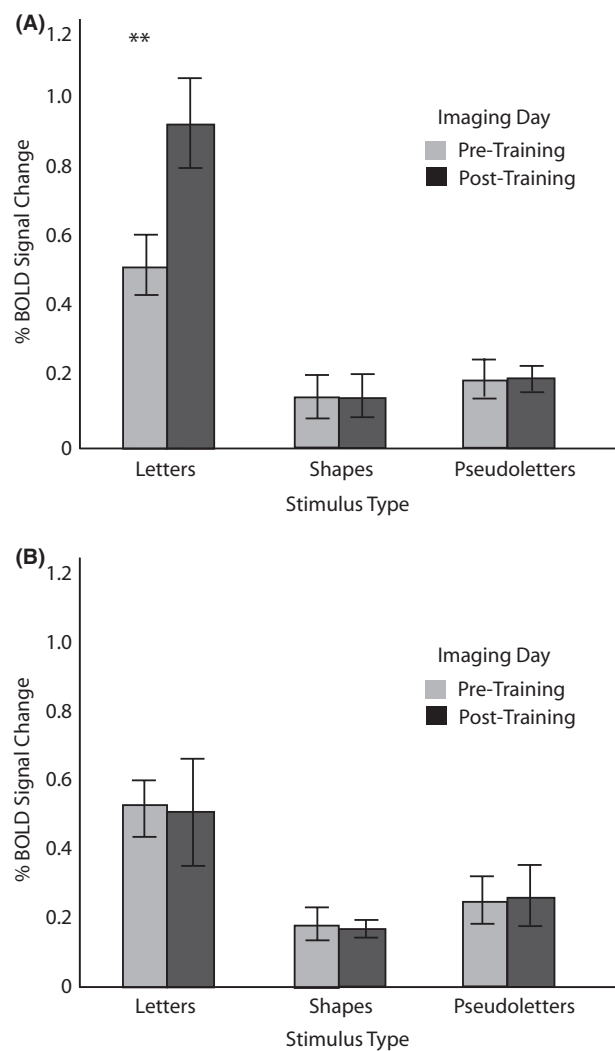 (A)
1.2
**
1.0
Imaging Day
Pre-Training
0.8
Post-Training
0.6
% BOLD Signal Change
0.4
0.2
0
Letters
Shapes
Pseudoletters
Stimulus Type
(B)
1.2
1.0
Imaging Day
Pre-Training
0.8
Post-Training
0.6
% BOLD Signal Change
0.4
0.2
0
Letters
Shapes
Pseudoletters
Stimulus Type